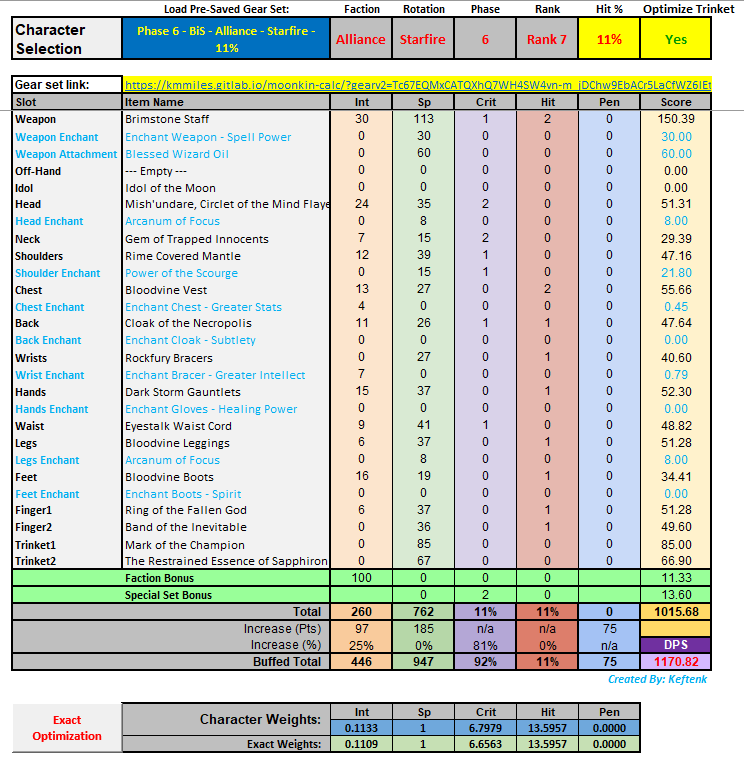 Load Pre-Saved Gear Set: Faction Rotation Phase Rank Hit % Optimize Trinket
Character Selection Phase 6 - BiS - Alliance - Starfire - 11% Alliance Starfire 6 Rank 7 11% Yes
Gear set link: https://kmmiles.gitlab.io/moonkin-calc/?gearv2=Tc67EQMxCATQXhQ7WH4SW4vn-m_jDChw9EbACr5LaCfWZ6IEt
Slot Item Name Int Sp Crit Hit Pen Score
Weapon Brimstone Staff 30 113 1 2 0 150.39
Weapon Enchant Enchant Weapon - Spell Power 0 30 0 0 0 30.00
Weapon Attachment Blessed Wizard Oil 0 60 0 0 0 60.00
Off-Hand --- Empty --- 0 0 0 0 0 0.00
Idol Idol of the Moon 0 0 0 0 0 0.00
Head Mish'undare, Circlet of the Mind Flaye 24 35 2 0 0 51.31
Head Enchant Arcanum of Focus 0 8 0 0 0 8.00
Neck Gem of Trapped Innocents 7 15 2 0 0 29.39
Shoulders Rime Covered Mantle 12 39 1 0 0 47.16
Shoulder Enchant Power of the Scourge 0 15 1 0 0 21.80
Chest Bloodvine Vest 13 27 0 2 0 55.66
Chest Enchant Enchant Chest - Greater Stats 4 0 0 0 0 0.45
Back Cloak of the Necropolis 11 26 1 1 0 47.64
Back Enchant Enchant Cloak - Subtlety 0 0 0 0 0 0.00
Wrists Rockfury Bracers 0 27 0 1 0 40.60
Wrist Enchant Enchant Bracer - Greater Intellect 7 0 0 0 0 0.79
Hands Dark Storm Gauntlets 15 37 0 1 0 52.30
Hands Enchant Enchant Gloves - Healing Power 0 0 0 0 0 0.00
Waist Eyestalk Waist Cord 9 41 1 0 0 48.82
Legs Bloodvine Leggings 6 37 0 1 0 51.28
Legs Enchant Arcanum of Focus 0 8 0 0 0 8.00
Feet Bloodvine Boots 16 19 0 1 0 34.41
Feet Enchant Enchant Boots - Spirit 0 0 0 0 0 0.00
Finger1 Ring of the Fallen God 6 37 0 1 0 51.28
Finger2 Band of the Inevitable 0 36 0 1 0 49.60
Trinket1 Mark of the Champion 0 85 0 0 0 85.00
Trinket2 The Restrained Essence of Sapphiron 0 67 0 0 0 66.90
Faction Bonus 100 0 0 0 11.33
Special Set Bonus 0 2 0 0 13.60
Total 260 762 11% 11% 0 1015.68
Increase (Pts) 97 185 n/a n/a 75
Increase (%) 25% 0% 81% 0% n/a DPS
Buffed Total 446 947 92% 11% 75 1170.82
Created By: Keftenk
Exact Optimization
Int Sp Crit Hit Pen
Character Weights: 0.1133 1 6.7979 13.5957 0.0000
Exact Weights: 0.1109 1 6.6563 13.5957 0.0000